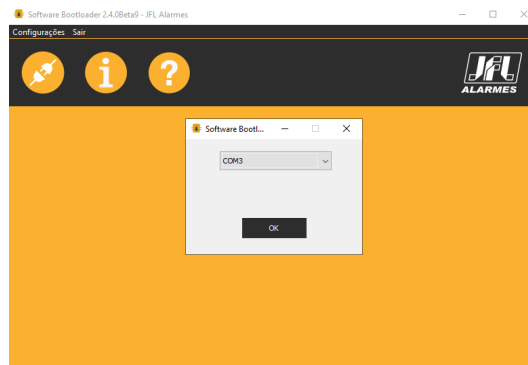 Software Bootloader 2.4.0Beta9 - JFL Alarmes
Configurações Sair
i ?
JFL
ALARMES
Software Bootl...
COM3
OK